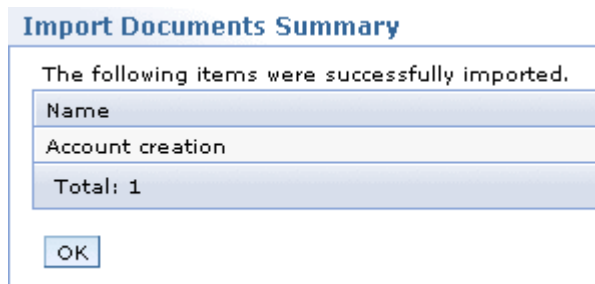 Import Documents Summary
The following items were successfully imported.
Name
Account creation
Total: 1
OK